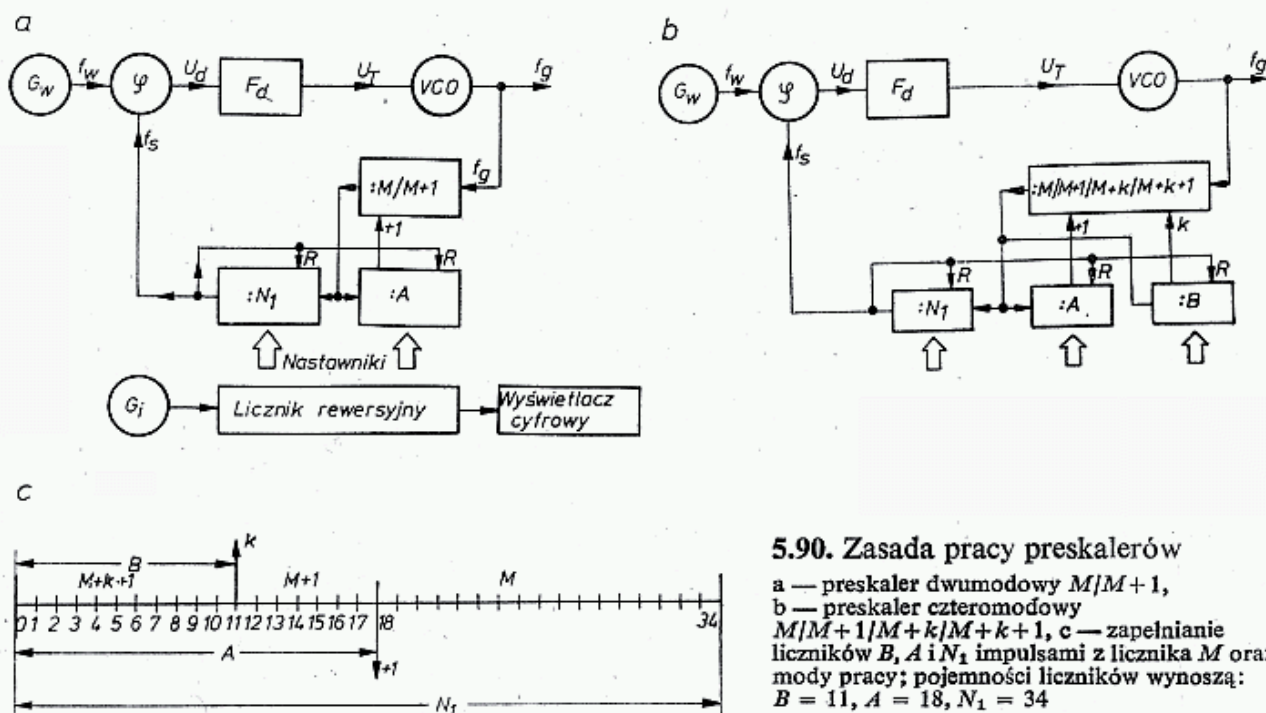 a
G_w f_w φ U_d F_d U_T VCO f_g
f_s
:M/M+1 f_g
+1
R R
:N_1 :A
Nastawniki
G_i Licznik rewersyjny Wyświetlacz
cyfrowy
b
G_w f_w φ U_d F_d U_T VCO f_g
f_s
:M/M+1/M+k/M+k+1
+1 k
R R R
:N_1 :A :B
c
B k
M+k+1 M+1 M
0 1 2 3 4 5 6 7 8 9 10 11 12 13 14 15 16 17 18 34
A +1
N_1
5.90. Zasada pracy preskalerów
a — preskaler dwumodowy M/M+1,
b — preskaler czteromodowy
M/M+1/M+k/M+k+1, c — zapełnianie
liczników B, A i N_1 impulsami z licznika M ora
mody pracy; pojemności liczników wynoszą:
B = 11, A = 18, N_1 = 34